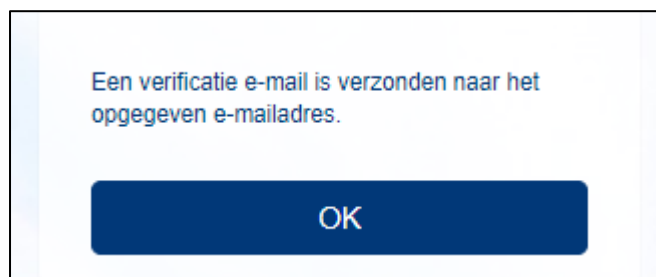 Een verificatie e-mail is verzonden naar het
opgegeven e-mailadres.
OK